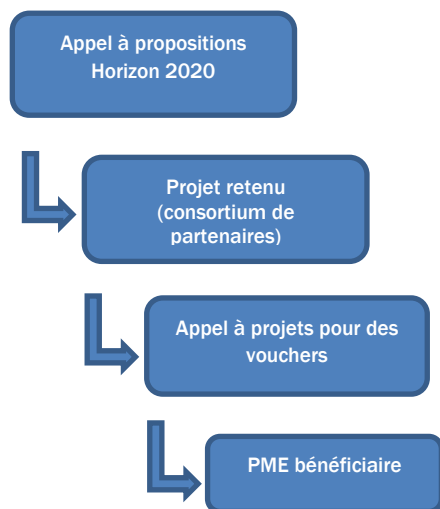 Appel à propositions
Horizon 2020
Projet retenu
(consortium de
partenaires)
Appel à projets pour des
vouchers
PME bénéficiaire